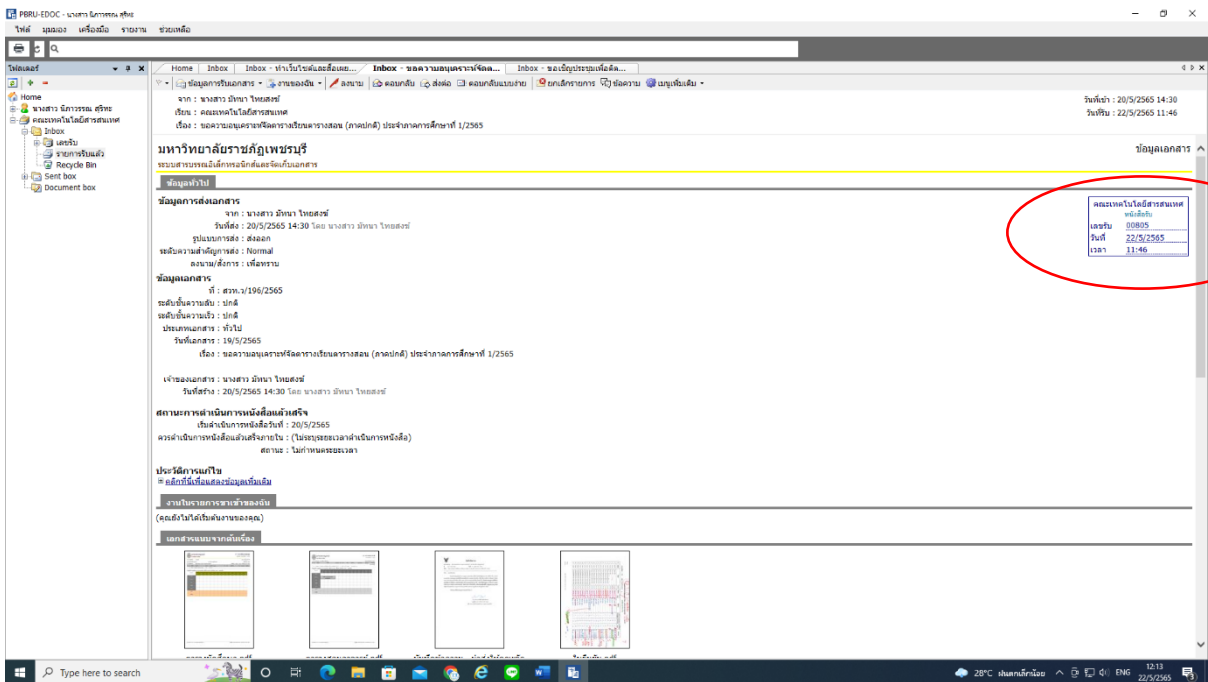 PBRU-EDOC - นางสาว นิภาวรรณ สุริทะ
ไฟล์ มุมมอง เครื่องมือ รายงาน ช่วยเหลือ
โฟลเดอร์
Home Inbox Inbox - ทำเว็บไซต์และสื่อเผย... Inbox - ขอความอนุเคราะห์จัดต... Inbox - ขอเชิญประชุมเพื่อคัด...
ข้อมูลการรับเอกสาร งานของฉัน ลงนาม ตอบกลับ ส่งต่อ ตอบกลับแบบง่าย ยกเลิกรายการ ข้อความ เมนูเพิ่มเติม
Home
คณะเทคโนโลยีสารสนเทศ
Inbox
เลขรับ
รายการรับแล้ว
Recycle Bin
Sent box
Document box
จาก : นางสาว มัทนา ไทยสงช์
เรียน : คณะเทคโนโลยีสารสนเทศ
เรื่อง : ขอความอนุเคราะห์จัดตารางเรียนตารางสอน (ภาคปกติ) ประจำภาคการศึกษาที่ 1/2565
วันที่เข้า : 20/5/2565 14:30
วันที่รับ : 22/5/2565 11:46
มหาวิทยาลัยราชภัฏเพชรบุรี
ข้อมูลเอกสาร
ระบบสารบรรณอิเล็กทรอนิกส์และจัดเก็บเอกสาร
ข้อมูลทั่วไป
ข้อมูลการส่งเอกสาร
จาก : นางสาว มัทนา ไทยสงช์
วันที่ส่ง : 20/5/2565 14:30 โดย นางสาว มัทนา ไทยสงช์
รูปแบบการส่ง : ส่งออก
ระดับความสำคัญการส่ง : Normal
ลงนาม/สั่งการ : เพื่อทราบ
คณะเทคโนโลยีสารสนเทศ
หนังสือรับ
เลขรับ 00805
วันที่ 22/5/2565
เวลา 11:46
ข้อมูลเอกสาร
ที่ : สวท.ว/196/2565
ระดับชั้นความลับ : ปกติ
ระดับชั้นความเร็ว : ปกติ
ประเภทเอกสาร : ทั่วไป
วันที่เอกสาร : 19/5/2565
เรื่อง : ขอความอนุเคราะห์จัดตารางเรียนตารางสอน (ภาคปกติ) ประจำภาคการศึกษาที่ 1/2565
เจ้าของเอกสาร : นางสาว มัทนา ไทยสงช์
วันที่สร้าง : 20/5/2565 14:30 โดย นางสาว มัทนา ไทยสงช์
สถานะการดำเนินการหนังสือแล้วเสร็จ
เริ่มดำเนินการหนังสือวันที่ : 20/5/2565
ควรดำเนินการหนังสือแล้วเสร็จภายใน : (ไม่ระบุระยะเวลาดำเนินการหนังสือ)
สถานะ : ไม่กำหนดระยะเวลา
ประวัติการแก้ไข
คลิกที่นี่เพื่อแสดงข้อมูลเพิ่มเติม
งานในรายการขาเข้าของฉัน
(คุณยังไม่ได้เริ่มต้นงานของคุณ)
เอกสารแนบจากต้นเรื่อง
Type here to search
28°C ฝนตกเล็กน้อย
ENG
12:13
22/5/2565